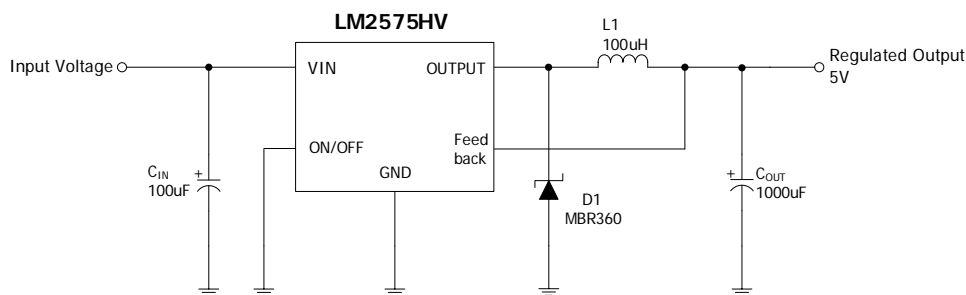 LM2575HV
L1
100uH
Input Voltage
VIN
OUTPUT
Regulated Output
5V
ON/OFF
Feed
back
GND
CIN
100uF
+
D1
MBR360
+
COUT
1000uF